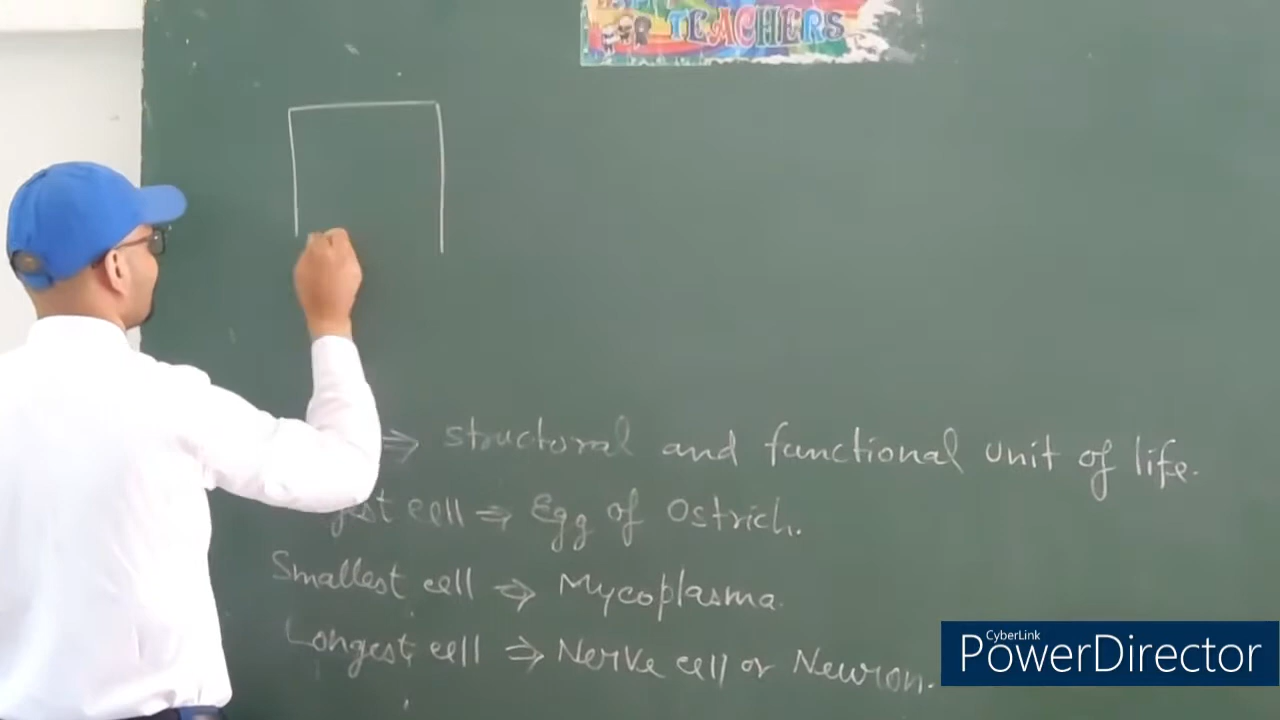 TEACHERS
⇒ structural and functional unit of life.
gest cell ⇒ Egg of Ostrich.
Smallest cell ⇒ Mycoplasma.
Longest cell ⇒ Nerve cell or Neuron.
CyberLink
PowerDirector